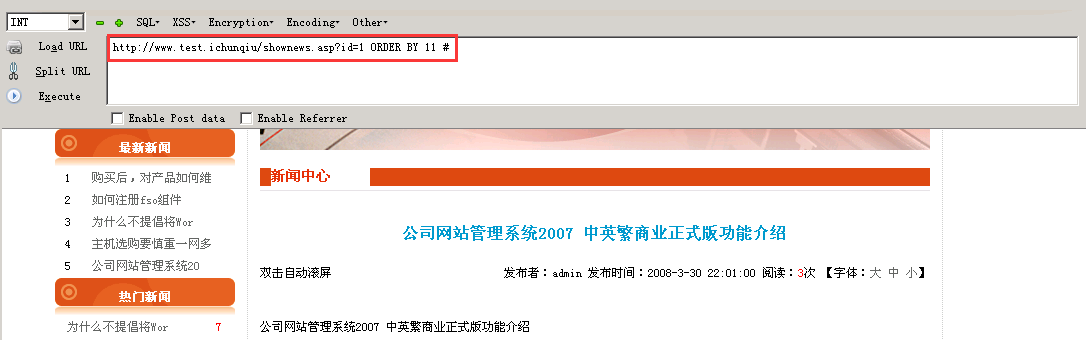 INT SQL▾ XSS▾ Encryption▾ Encoding▾ Other▾
Load URL
http://www.test.ichunqiu/shownews.asp?id=1 ORDER BY 11 #
Split URL
Execute
Enable Post data Enable Referrer
最新新闻
1 购买后，对产品如何维
2 如何注册fso组件
3 为什么不提倡将Wor
4 主机选购要慎重一网多
5 公司网站管理系统20
热门新闻
为什么不提倡将Wor 7
新闻中心
公司网站管理系统2007 中英繁商业正式版功能介绍
双击自动滚屏 发布者：admin 发布时间：2008-3-30 22:01:00 阅读：3次 【字体：大 中 小】
公司网站管理系统2007 中英繁商业正式版功能介绍